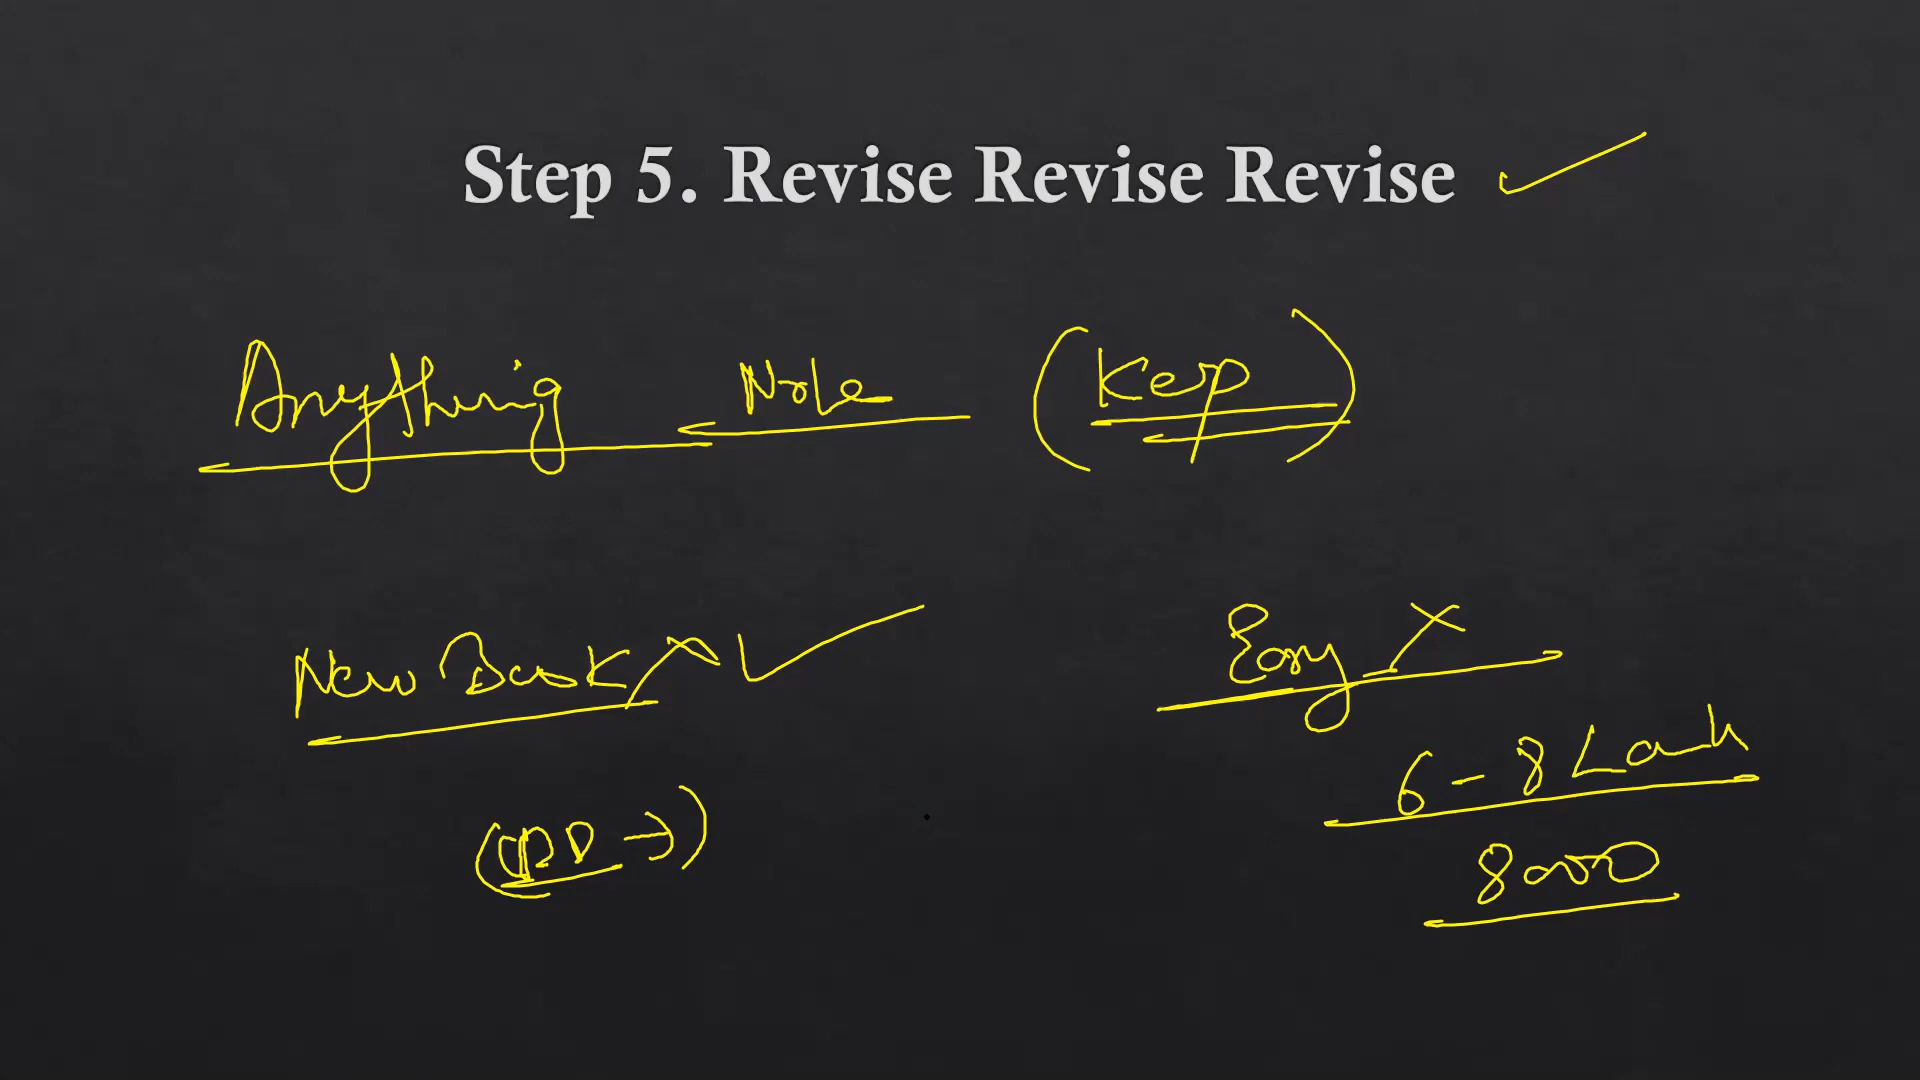 Step 5. Revise Revise Revise
Anything Note (Keep)
New Book
Easy
6 - 8 Lakh
8000